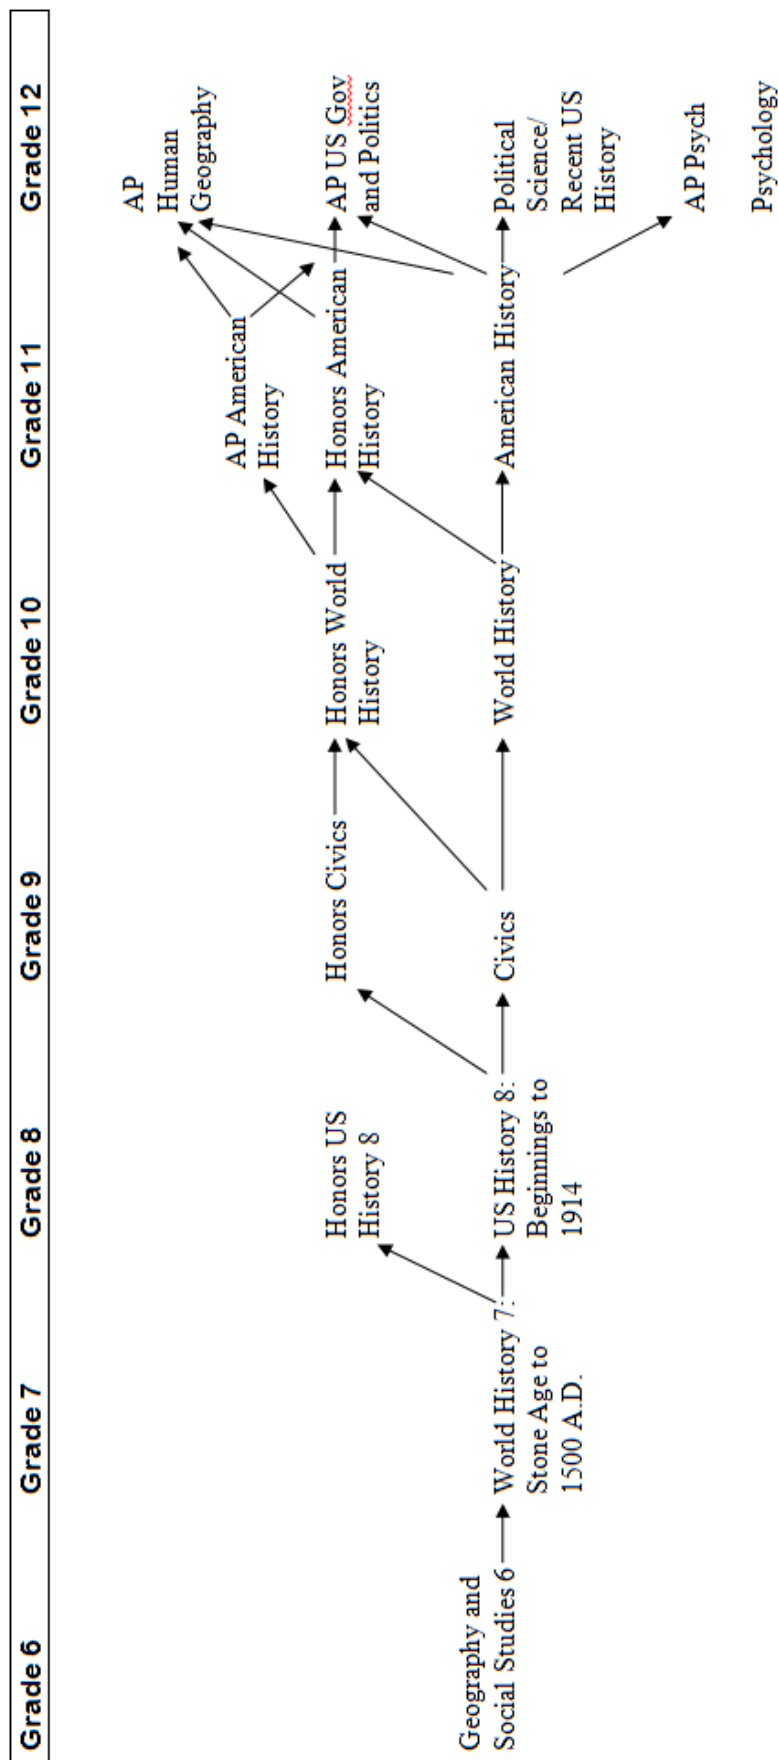 Grade 6 Grade 7 Grade 8 Grade 9 Grade 10 Grade 11 Grade 12
AP
Human
Geography
AP American
History
Honors US
History 8
Honors Civics
Honors World
History
Honors American
History
AP US Gov
and Politics
Geography and
Social Studies 6
World History 7:
Stone Age to
1500 A.D.
US History 8:
Beginnings to
1914
Civics
World History
American History
Political
Science/
Recent US
History
AP Psych
Psychology